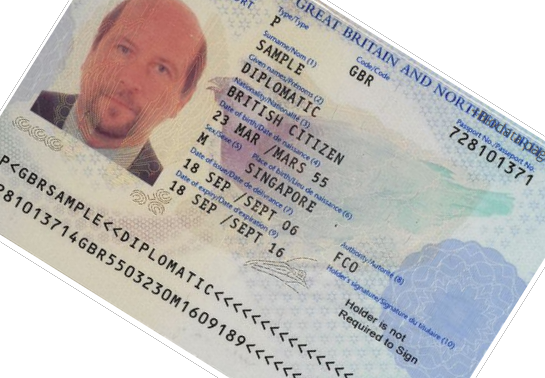 GREAT BRITAIN AND NORTHERN
Type/Type
P
Code/Code
GBR
Passport No./Passeport No.
728101371
Surname/Nom (1)
SAMPLE
Given names/Prénoms (2)
DIPLOMATIC
Nationality/Nationalité (3)
BRITISH CITIZEN
Date of birth/Date de naissance (4)
23 MAR /MARS 55
Sex/Sexe (5)
Place of birth/Lieu de naissance (6)
M
SINGAPORE
Date of issue/Date de délivrance (7)
18 SEP /SEPT 06
Authority/Autorité (8)
FCO
Date of expiry/Date d'expiration (9)
18 SEP /SEPT 16
Holder's signature/Signature du titulaire (10)
Holder is not
Required to Sign
P<GBRSAMPLE<<DIPLOMATIC<<<<<<<<<<<<<<<
81013714GBR5503230M1609189<<<<<<